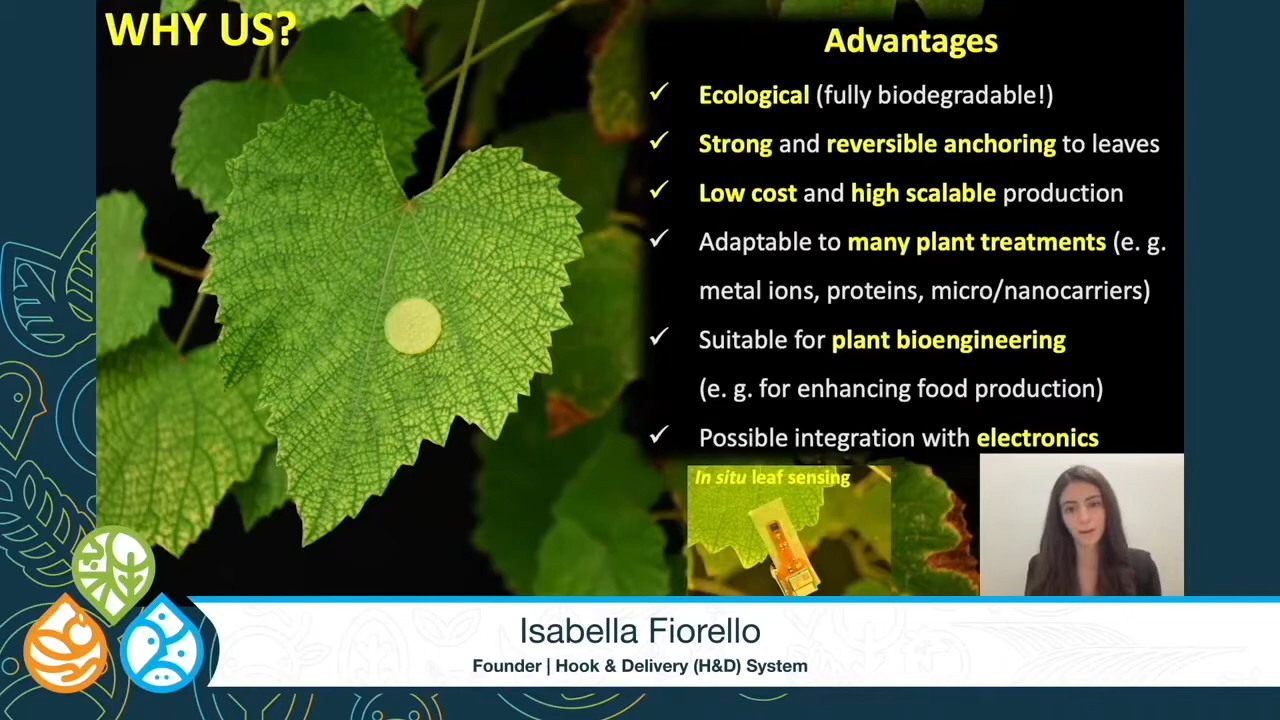 WHY US?
Advantages
✓ Ecological (fully biodegradable!)
✓ Strong and reversible anchoring to leaves
✓ Low cost and high scalable production
✓ Adaptable to many plant treatments (e. g.
metal ions, proteins, micro/nanocarriers)
✓ Suitable for plant bioengineering
(e. g. for enhancing food production)
✓ Possible integration with electronics
In situ leaf sensing
Isabella Fiorello
Founder | Hook & Delivery (H&D) System